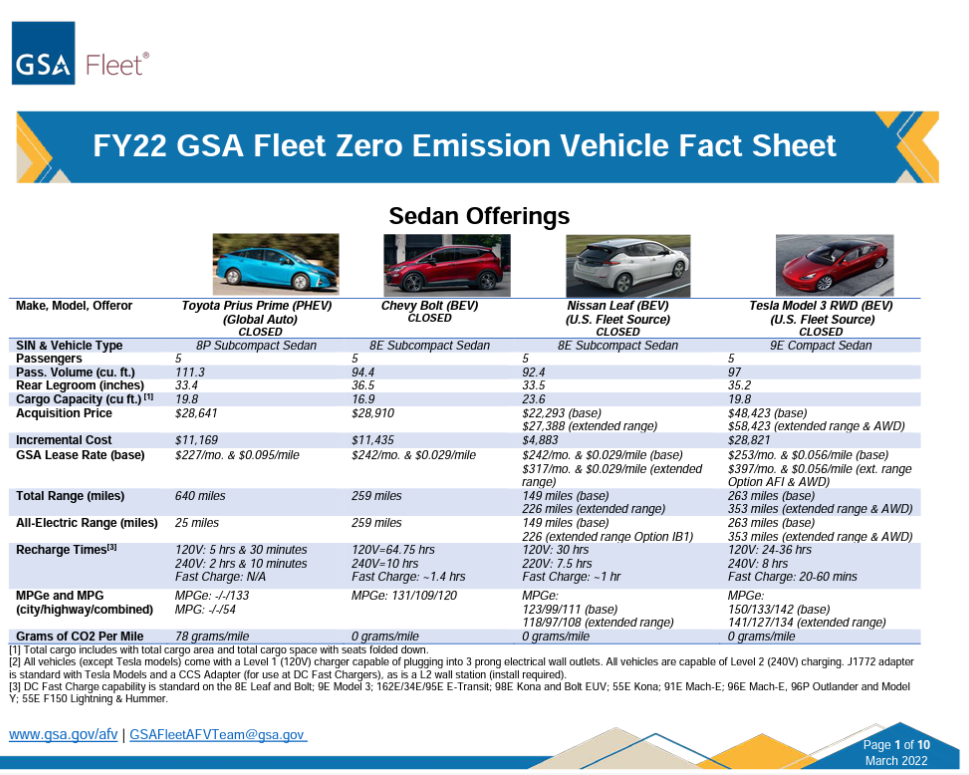 GSA Fleet®
FY22 GSA Fleet Zero Emission Vehicle Fact Sheet
Sedan Offerings
Make, Model, Offeror Toyota Prius Prime (PHEV) Chevy Bolt (BEV) Nissan Leaf (BEV) Tesla Model 3 RWD (BEV)
(Global Auto) CLOSED (U.S. Fleet Source) (U.S. Fleet Source)
CLOSED CLOSED CLOSED
SIN & Vehicle Type 8P Subcompact Sedan 8E Subcompact Sedan 8E Subcompact Sedan 9E Compact Sedan
Passengers 5 5 5 5
Pass. Volume (cu. ft.) 111.3 94.4 92.4 97
Rear Legroom (inches) 33.4 36.5 33.5 35.2
Cargo Capacity (cu ft.) [1] 19.8 16.9 23.6 19.8
Acquisition Price $28,641 $28,910 $22,293 (base) $48,423 (base)
$27,388 (extended range) $58,423 (extended range & AWD)
Incremental Cost $11,169 $11,435 $4,883 $28,821
GSA Lease Rate (base) $227/mo. & $0.095/mile $242/mo. & $0.029/mile $242/mo. & $0.029/mile (base) $253/mo. & $0.056/mile (base)
$317/mo. & $0.029/mile (extended $397/mo. & $0.056/mile (ext. range
range) Option AFI & AWD)
Total Range (miles) 640 miles 259 miles 149 miles (base) 263 miles (base)
226 miles (extended range) 353 miles (extended range & AWD)
All-Electric Range (miles) 25 miles 259 miles 149 miles (base) 263 miles (base)
226 (extended range Option IB1) 353 miles (extended range & AWD)
Recharge Times[3] 120V: 5 hrs & 30 minutes 120V=64.75 hrs 120V: 30 hrs 120V: 24-36 hrs
240V: 2 hrs & 10 minutes 240V=10 hrs 220V: 7.5 hrs 240V: 8 hrs
Fast Charge: N/A Fast Charge: ~1.4 hrs Fast Charge: ~1 hr Fast Charge: 20-60 mins
MPGe and MPG MPGe: -/-/133 MPGe: 131/109/120 MPGe: MPGe:
(city/highway/combined) MPG: -/-/54 123/99/111 (base) 150/133/142 (base)
118/97/108 (extended range) 141/127/134 (extended range)
Grams of CO2 Per Mile 78 grams/mile 0 grams/mile 0 grams/mile 0 grams/mile
[1] Total cargo includes with total cargo area and total cargo space with seats folded down.
[2] All vehicles (except Tesla models) come with a Level 1 (120V) charger capable of plugging into 3 prong electrical wall outlets. All vehicles are capable of Level 2 (240V) charging. J1772 adapter
is standard with Tesla Models and a CCS Adapter (for use at DC Fast Chargers), as is a L2 wall station (install required).
[3] DC Fast Charge capability is standard on the 8E Leaf and Bolt; 9E Model 3; 162E/34E/95E E-Transit; 98E Kona and Bolt EUV; 55E Kona; 91E Mach-E; 96E Mach-E, 96P Outlander and Model
Y; 55E F150 Lightning & Hummer.
www.gsa.gov/afv | GSAFleetAFVTeam@gsa.gov
Page 1 of 10
March 2022